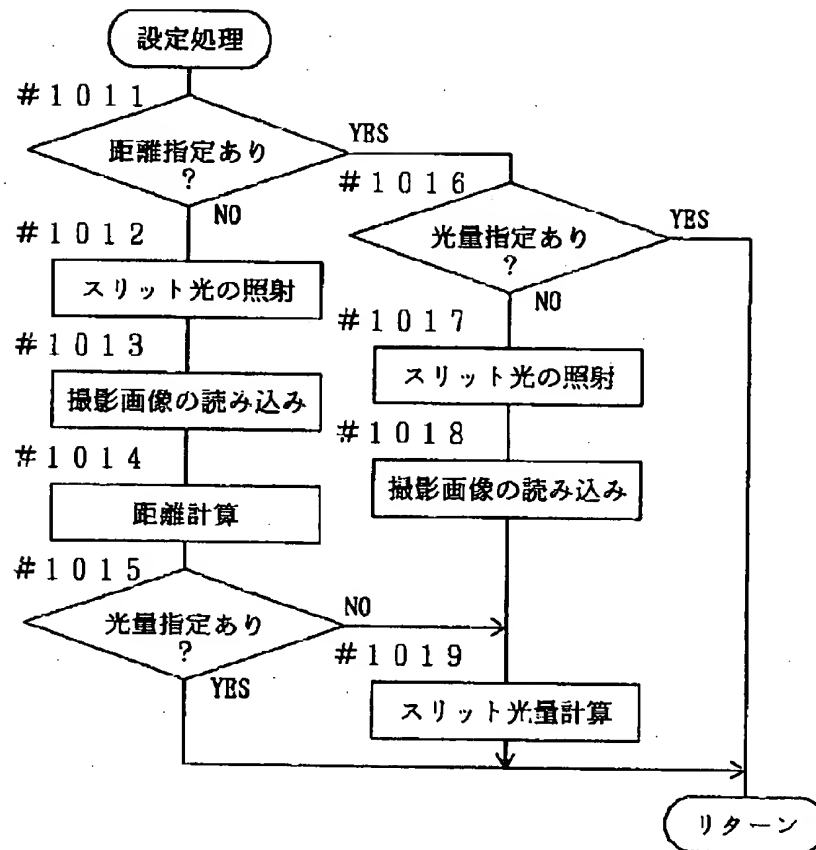 設定処理
#1011
距離指定あり
?
YES
NO
#1012
スリット光の照射
#1013
撮影画像の読み込み
#1014
距離計算
#1015
光量指定あり
?
NO
YES
#1016
光量指定あり
?
YES
NO
#1017
スリット光の照射
#1018
撮影画像の読み込み
#1019
スリット光量計算
リターン